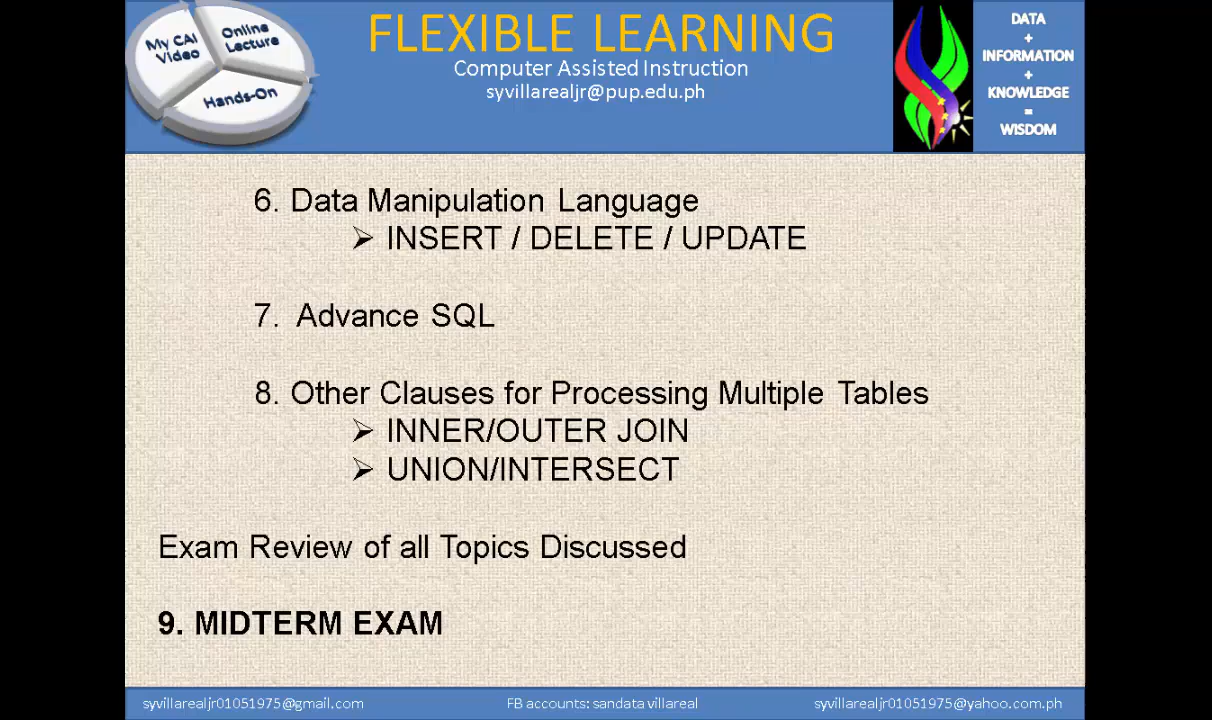 My CAI
Video
Online
Lecture
Hands-On
FLEXIBLE LEARNING
Computer Assisted Instruction
syvillarealjr@pup.edu.ph
DATA
+
INFORMATION
+
KNOWLEDGE
=
WISDOM
6. Data Manipulation Language
➢ INSERT / DELETE / UPDATE
7. Advance SQL
8. Other Clauses for Processing Multiple Tables
➢ INNER/OUTER JOIN
➢ UNION/INTERSECT
Exam Review of all Topics Discussed
9. MIDTERM EXAM
syvillarealjr01051975@gmail.com
FB accounts: sandata villareal
syvillarealjr01051975@yahoo.com.ph